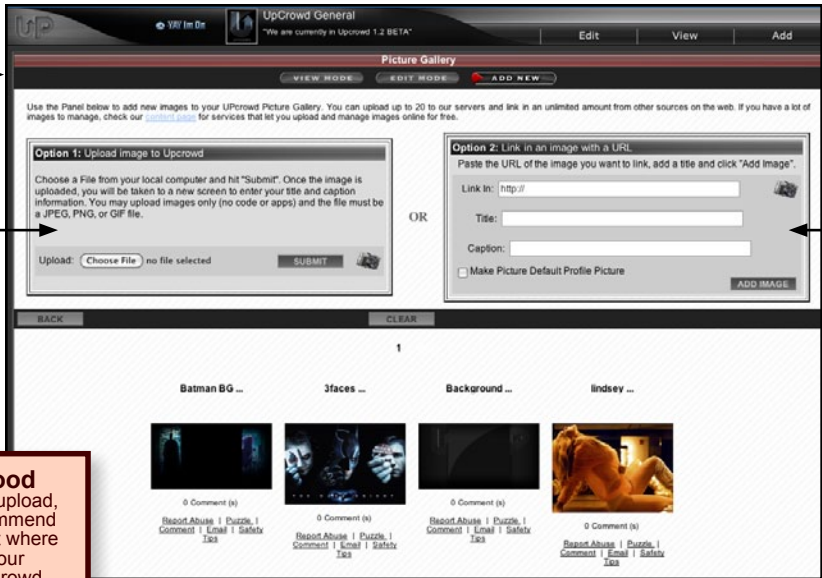 UP
YAY Im On
UpCrowd General
"We are currently in Upcrowd 1.2 BETA"
Edit View Add
Picture Gallery
VIEW MODE EDIT MODE ADD NEW
Use the Panel below to add new images to your UPcrowd Picture Gallery. You can upload up to 20 to our servers and link in an unlimited amount from other sources on the web. If you have a lot of
images to manage, check our content page for services that let you upload and manage images online for free.
Option 1: Upload image to Upcrowd
Choose a File from your local computer and hit "Submit". Once the image is
uploaded, you will be taken to a new screen to enter your title and caption
information. You may upload images only (no code or apps) and the file must be
a JPEG, PNG, or GIF file.
Upload: Choose File no file selected SUBMIT
OR
Option 2: Link in an image with a URL
Paste the URL of the image you want to link, add a title and click "Add Image".
Link In: http://
Title:
Caption:
Make Picture Default Profile Picture
ADD IMAGE
BACK CLEAR
1
Batman BG ... 3faces ... Background ... lindsey ...
0 Comment (s)
Report Abuse | Puzzle, |
Comment | Email | Safety
Tips
0 Comment (s)
Report Abuse | Puzzle, |
Comment | Email | Safety
Tips
0 Comment (s)
Report Abuse | Puzzle, |
Comment | Email | Safety
Tips
0 Comment (s)
Report Abuse | Puzzle, |
Comment | Email | Safety
Tips
ood
upload,
mmend
t where
our
rowd